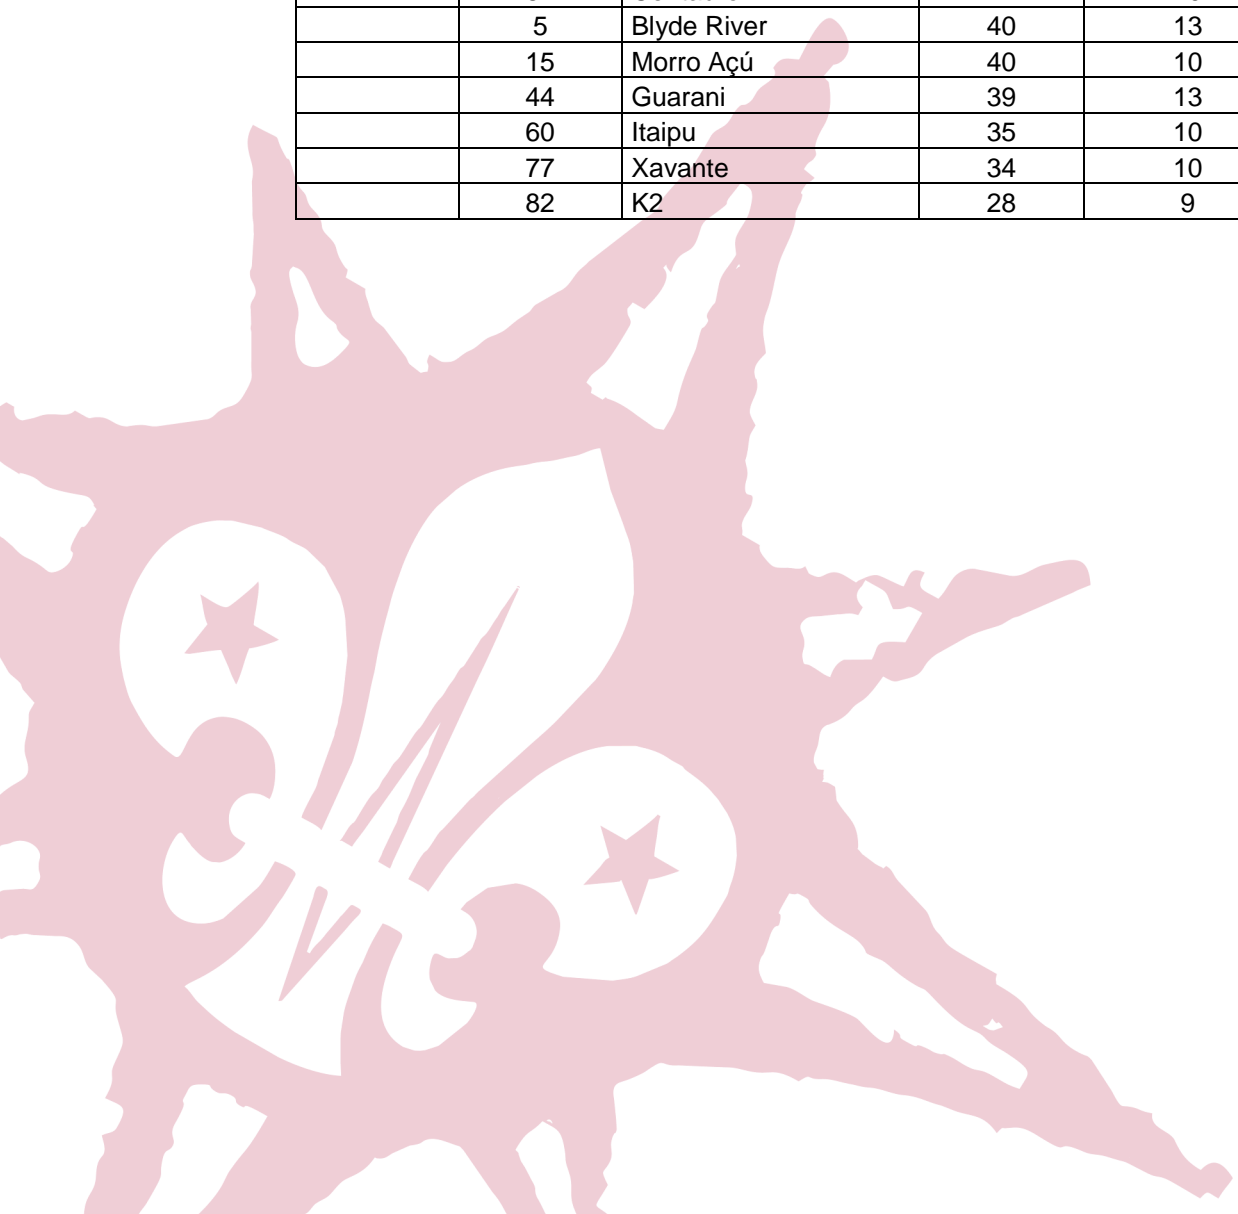 5 Blyde River 40 13
15 Morro Açú 40 10
44 Guarani 39 13
60 Itaipu 35 10
77 Xavante 34 10
82 K2 28 9